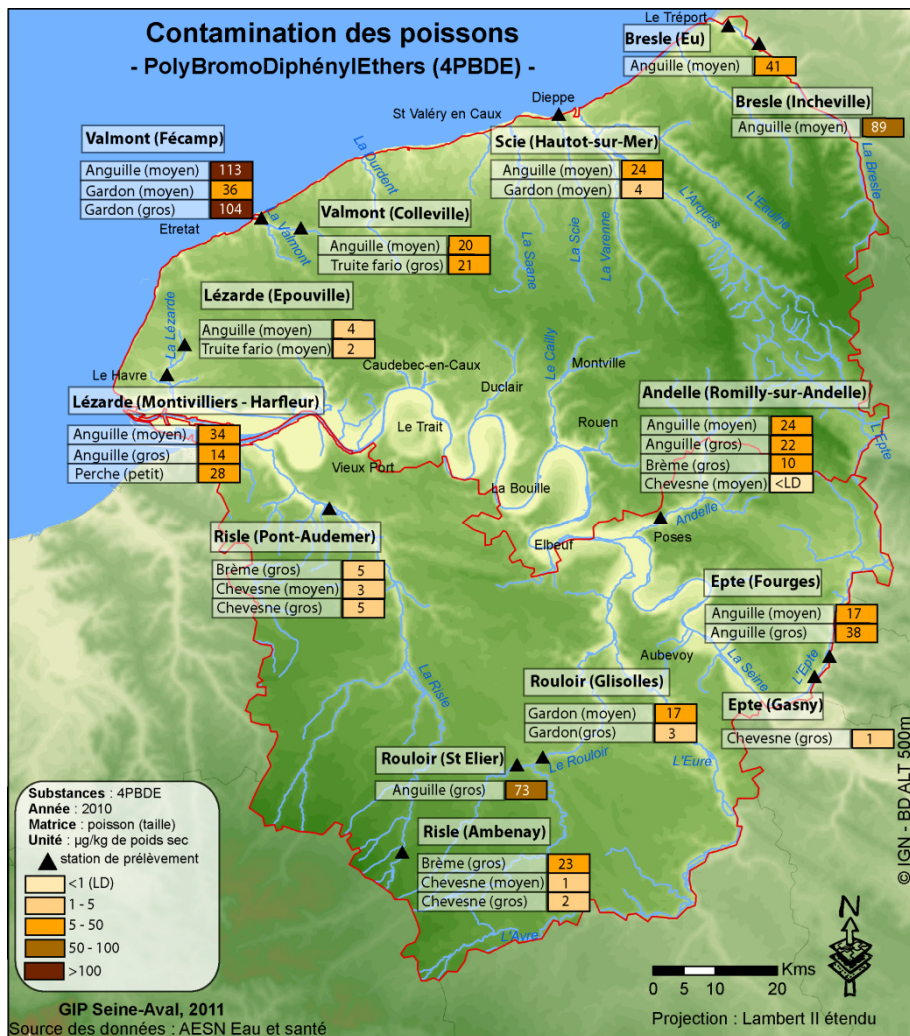 Contamination des poissons
- PolyBromoDiphénylEthers (4PBDE) -
Le Tréport
Bresle (Eu)
Anguille (moyen) 41
Bresle (Incheville)
Anguille (moyen) 89
La Bresle
Dieppe
St Valéry en Caux
Valmont (Fécamp)
Anguille (moyen) 113
Gardon (moyen) 36
Gardon (gros) 104
Etretat
La Valmont
La Durdent
Scie (Hautot-sur-Mer)
Anguille (moyen) 24
Gardon (moyen) 4
La Saane
La Scie
La Varenne
L'Arques
L'Eaulne
Valmont (Colleville)
Anguille (moyen) 20
Truite fario (gros) 21
Lézarde (Epouville)
Anguille (moyen) 4
Truite fario (moyen) 2
La Lézarde
Le Havre
Lézarde (Montivilliers - Harfleur)
Anguille (moyen) 34
Anguille (gros) 14
Perche (petit) 28
Caudebec-en-Caux
Duclair
Le Cailly
Montville
Le Trait
Rouen
Vieux Port
La Bouille
Elbeuf
Andelle (Romilly-sur-Andelle)
Anguille (moyen) 24
Anguille (gros) 22
Brème (gros) 10
Chevesne (moyen) <LD
L'Epte
Andelle
Poses
Risle (Pont-Audemer)
Brème (gros) 5
Chevesne (moyen) 3
Chevesne (gros) 5
La Risle
Epte (Fourges)
Anguille (moyen) 17
Anguille (gros) 38
Aubevoy
La Seine
L'Epte
Rouloir (Glisolles)
Gardon (moyen) 17
Gardon(gros) 3
Epte (Gasny)
Chevesne (gros) 1
Rouloir (St Elier)
Anguille (gros) 73
Le Rouloir
L'Eure
Risle (Ambenay)
Brème (gros) 23
Chevesne (moyen) 1
Chevesne (gros) 2
L'Avre
Substances : 4PBDE
Année : 2010
Matrice : poisson (taille)
Unité : µg/kg de poids sec
station de prélèvement
<1 (LD)
1 - 5
5 - 50
50 - 100
>100
GIP Seine-Aval, 2011
Source des données : AESN Eau et santé
N
Kms
0 10 20
Projection : Lambert II étendu
© IGN - BD ALT 500m